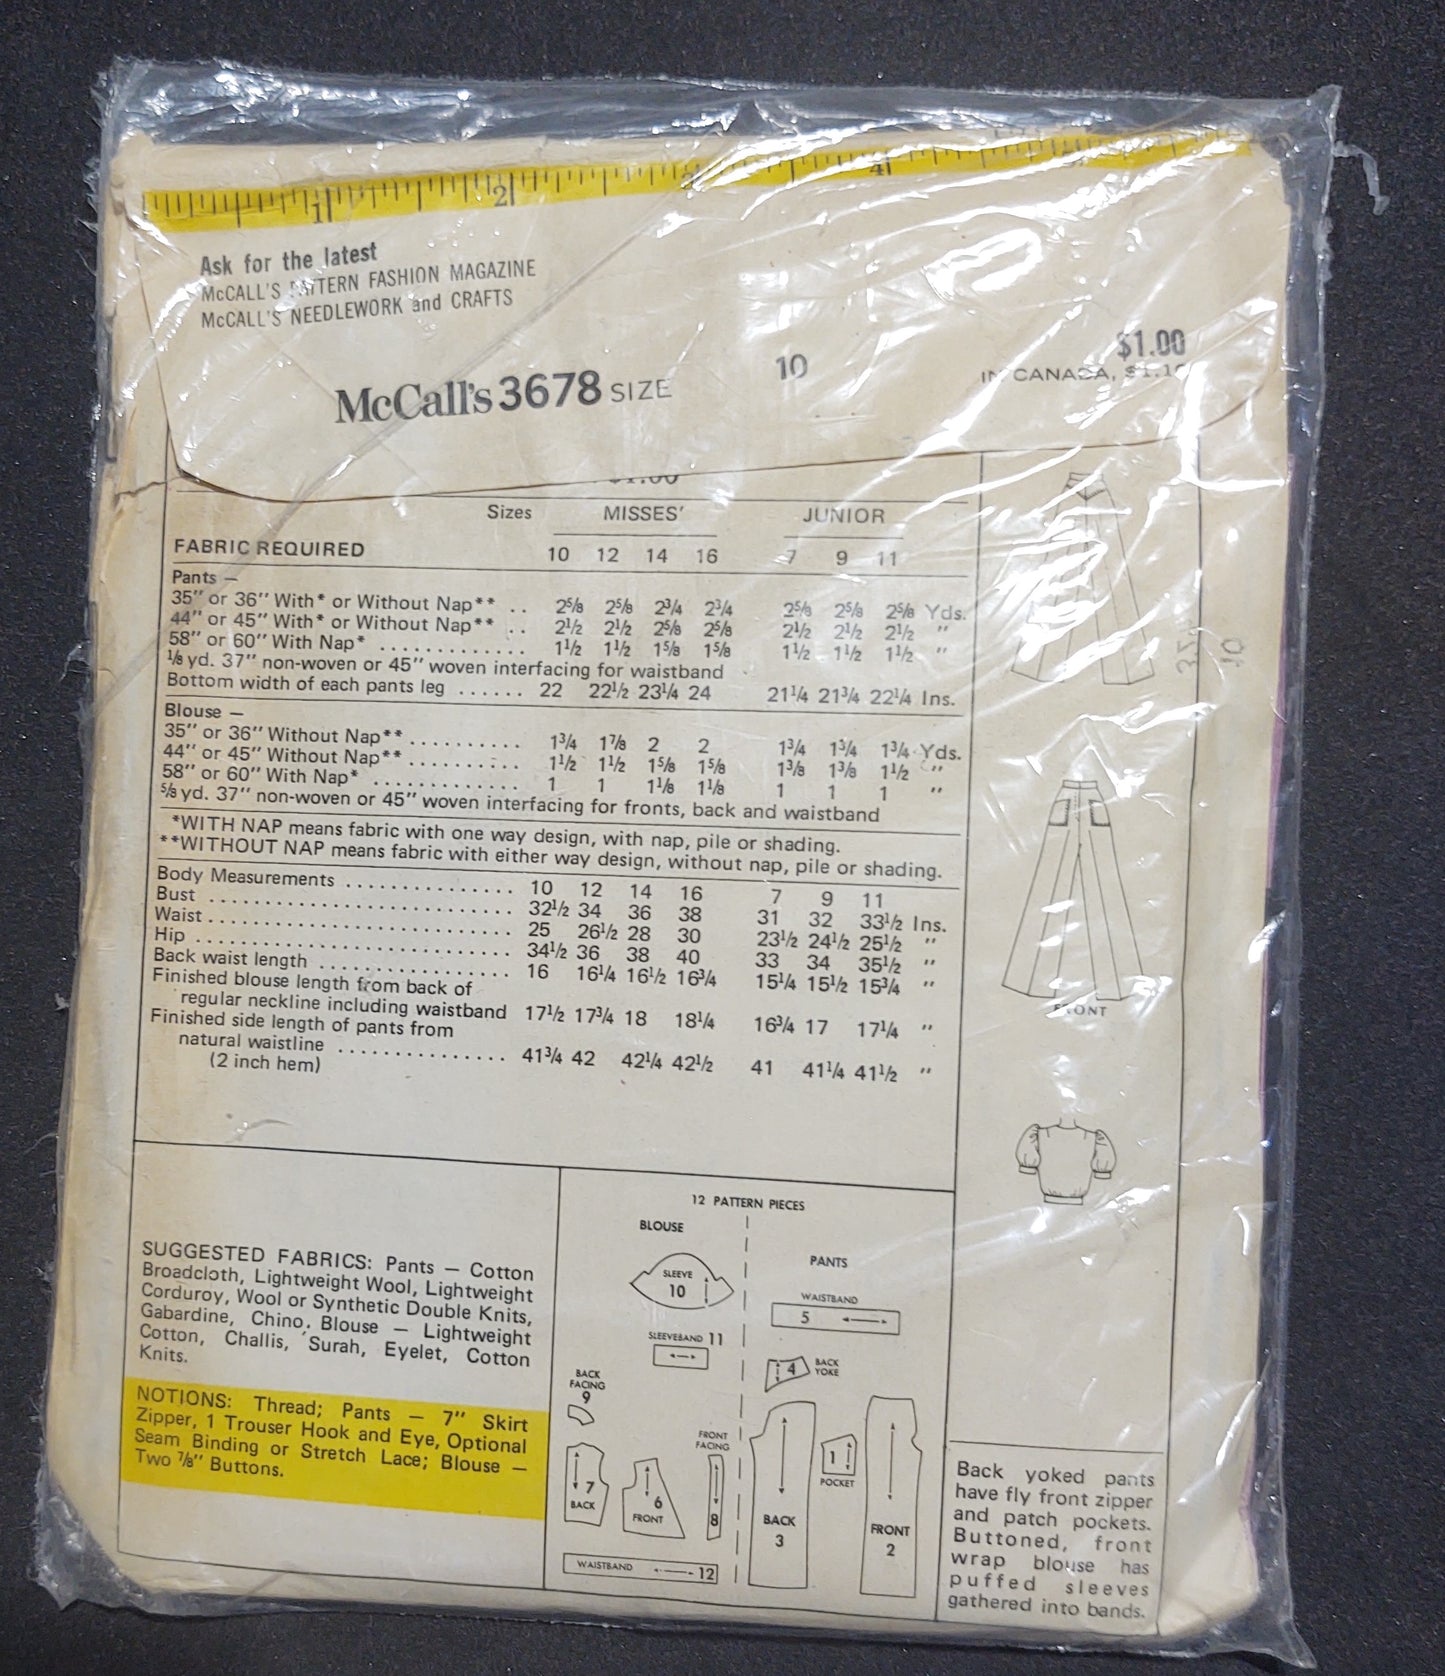 1 2 3 4
Ask for the latest
McCALL'S PATTERN FASHION MAGAZINE
McCALL'S NEEDLEWORK and CRAFTS
McCall's 3678 SIZE 10
$1.00
IN CANADA, $1.10
$1.00
Sizes MISSES' JUNIOR
FABRIC REQUIRED 10 12 14 16 7 9 11
Pants —
35" or 36" With* or Without Nap** .. 2⅝ 2⅝ 2¾ 2¾ 2⅝ 2⅝ 2⅝ Yds.
44" or 45" With* or Without Nap** .. 2½ 2½ 2⅝ 2⅝ 2½ 2½ 2½ "
58" or 60" With Nap* ............. 1½ 1½ 1⅝ 1⅝ 1½ 1½ 1½ "
⅛ yd. 37" non-woven or 45" woven interfacing for waistband
Bottom width of each pants leg ...... 22 22½ 23¼ 24 21¼ 21¾ 22¼ Ins.
Blouse —
35" or 36" Without Nap** .......... 1¾ 1⅞ 2 2 1¾ 1¾ 1¾ Yds.
44" or 45" Without Nap** .......... 1½ 1½ 1⅝ 1⅝ 1⅜ 1⅜ 1½ "
58" or 60" With Nap* ............. 1 1 1⅛ 1⅛ 1 1 1 "
⅝ yd. 37" non-woven or 45" woven interfacing for fronts, back and waistband
*WITH NAP means fabric with one way design, with nap, pile or shading.
**WITHOUT NAP means fabric with either way design, without nap, pile or shading.
Body Measurements ............... 10 12 14 16 7 9 11
Bust ........................... 32½ 34 36 38 31 32 33½ Ins.
Waist ........................... 25 26½ 28 30 23½ 24½ 25½ "
Hip ............................ 34½ 36 38 40 33 34 35½ "
Back waist length ................. 16 16¼ 16½ 16¾ 15¼ 15½ 15¾ "
Finished blouse length from back of
regular neckline including waistband 17½ 17¾ 18 18¼ 16¾ 17 17¼ "
Finished side length of pants from
natural waistline ............... 41¾ 42 42¼ 42½ 41 41¼ 41½ "
(2 inch hem)
10
FRONT
SUGGESTED FABRICS: Pants — Cotton
Broadcloth, Lightweight Wool, Lightweight
Corduroy, Wool or Synthetic Double Knits,
Gabardine, Chino. Blouse — Lightweight
Cotton, Challis, Surah, Eyelet, Cotton
Knits.
NOTIONS: Thread; Pants — 7" Skirt
Zipper, 1 Trouser Hook and Eye, Optional
Seam Binding or Stretch Lace; Blouse —
Two ⅞" Buttons.
12 PATTERN PIECES
BLOUSE
SLEEVE
10
SLEEVEBAND 11
BACK
FACING
9
7
BACK
6
FRONT
FRONT
FACING
8
WAISTBAND 12
PANTS
WAISTBAND
5
4 BACK
YOKE
BACK
3
1
POCKET
FRONT
2
Back yoked pants
have fly front zipper
and patch pockets.
Buttoned, front
wrap blouse has
puffed sleeves
gathered into bands.